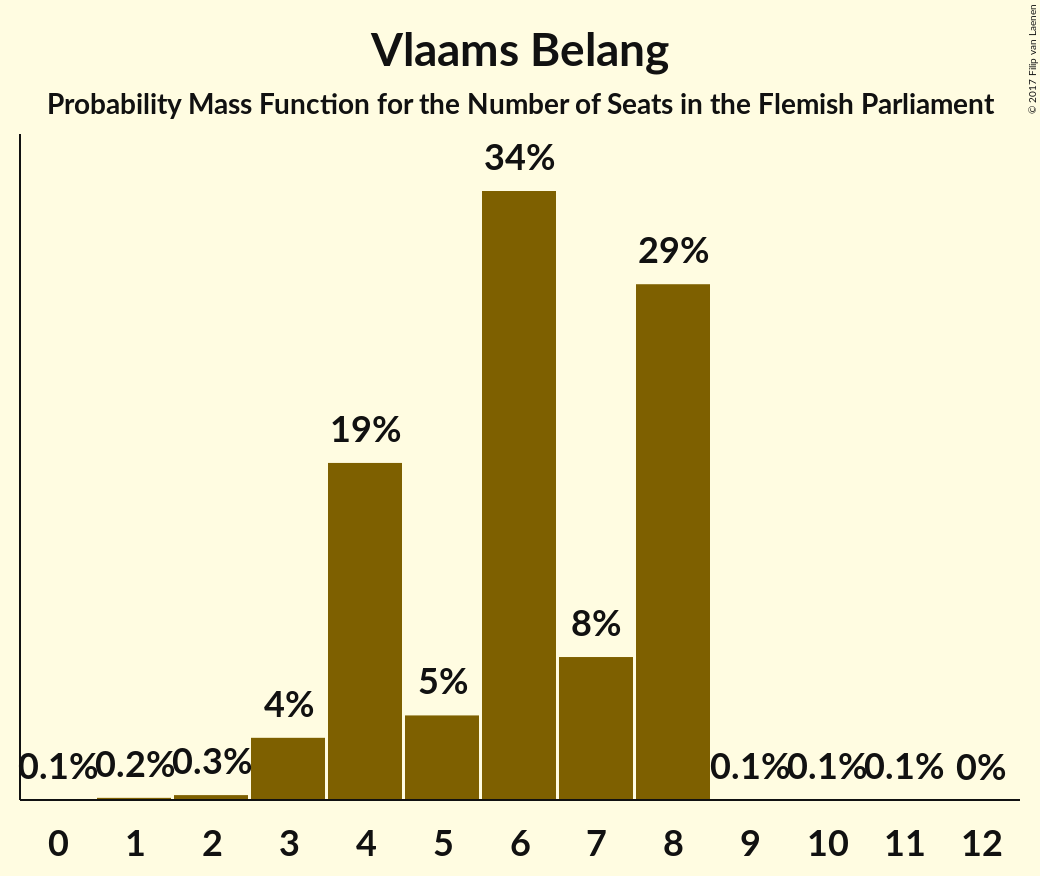 Vlaams Belang
Probability Mass Function for the Number of Seats in the Flemish Parliament
© 2017 Filip van Laenen
34%
29%
19%
8%
5%
4%
0.1% 0.2% 0.3% 0.1% 0.1% 0.1% 0%
0 1 2 3 4 5 6 7 8 9 10 11 12